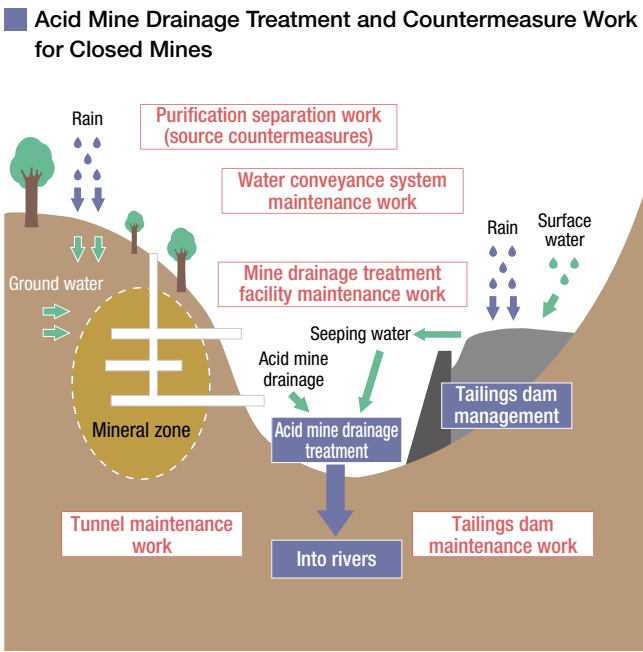 Acid Mine Drainage Treatment and Countermeasure Work
for Closed Mines
Rain
Purification separation work
(source countermeasures)
Water conveyance system
maintenance work
Rain
Surface
water
Ground water
Mine drainage treatment
facility maintenance work
Seeping water
Acid mine
drainage
Tailings dam
management
Mineral zone
Acid mine drainage
treatment
Tunnel maintenance
work
Tailings dam
maintenance work
Into rivers